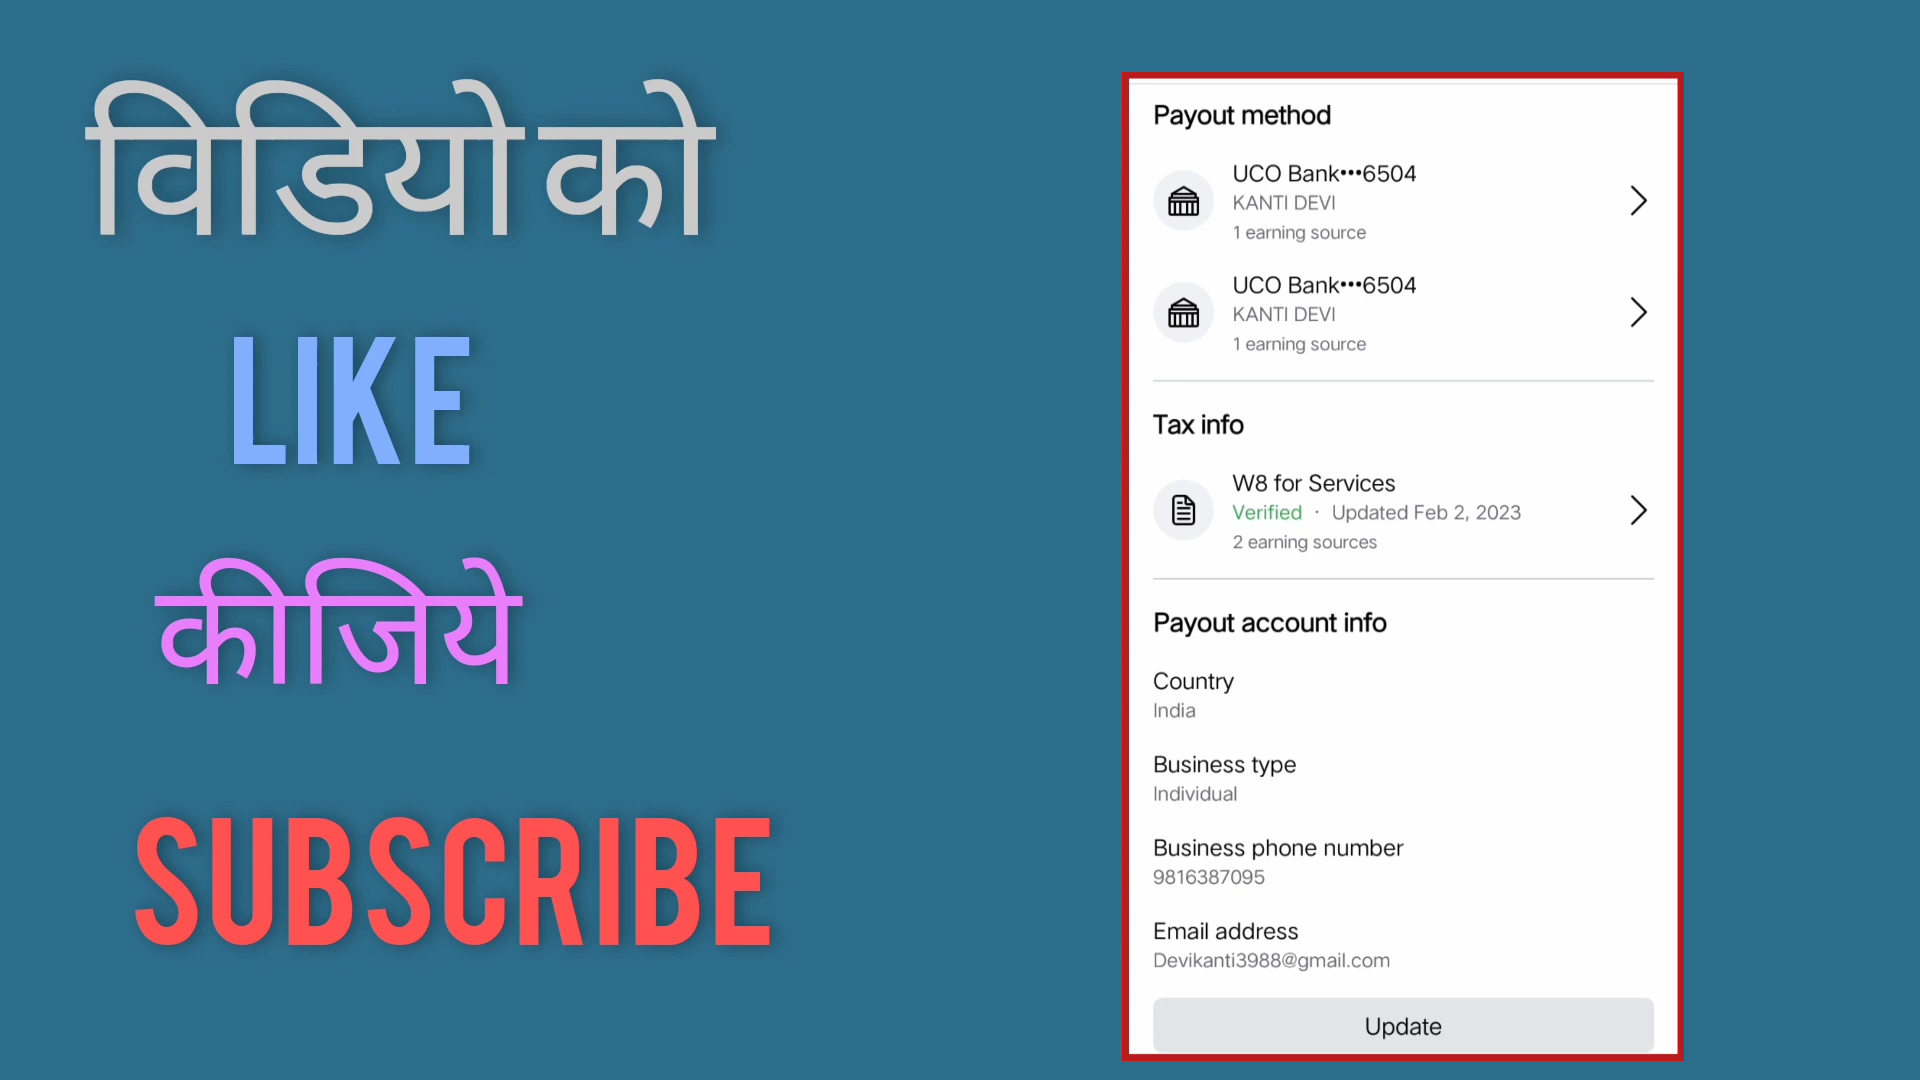 विडियो को
LIKE
कीजिये
SUBSCRIBE
Payout method
UCO Bank•••6504
KANTI DEVI
1 earning source
UCO Bank•••6504
KANTI DEVI
1 earning source
Tax info
W8 for Services
Verified · Updated Feb 2, 2023
2 earning sources
Payout account info
Country
India
Business type
Individual
Business phone number
9816387095
Email address
Devikanti3988@gmail.com
Update